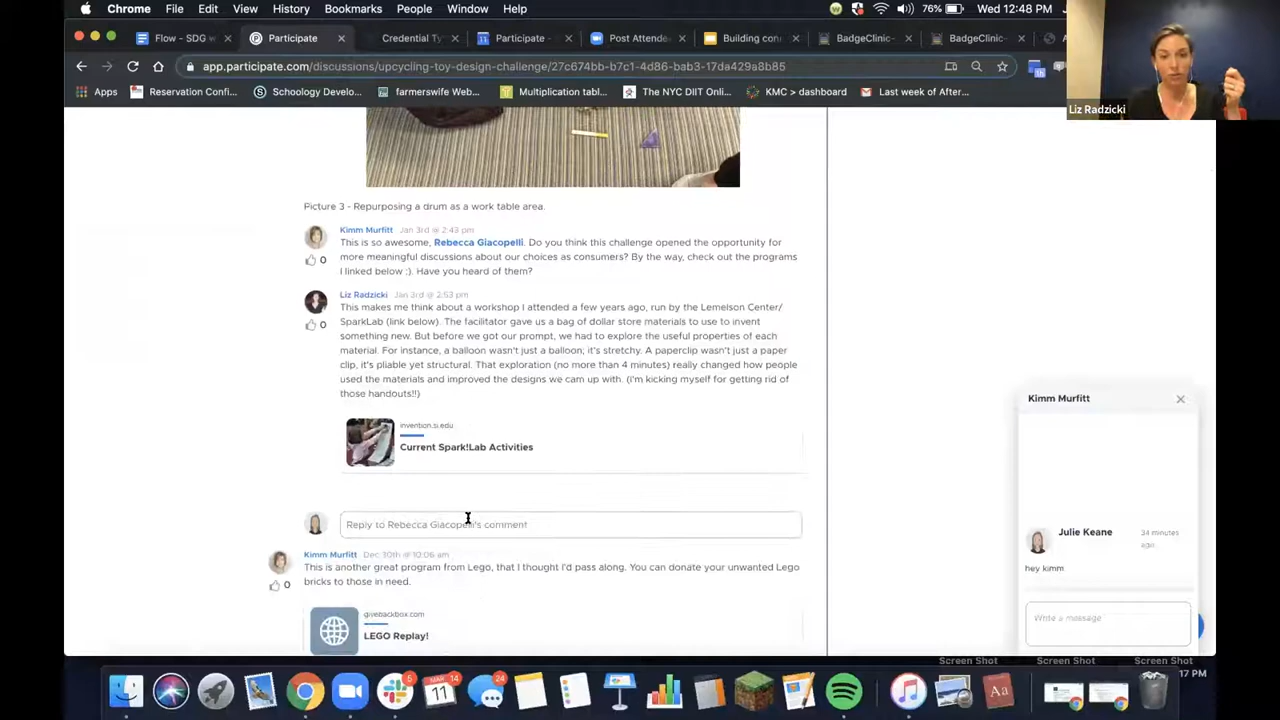 Chrome File Edit View History Bookmarks People Window Help 76% Wed 12:48 PM
Flow - SDG w Participate Credential Ty Participate - Post Attende Building con BadgeClinic- BadgeClinic-
app.participate.com/discussions/upcycling-toy-design-challenge/27c674bb-b7c1-4d86-bab3-17da429a8b85
Apps Reservation Confi... Schoology Develo... farmerswife Web... Multiplication tabl... The NYC DIIT Onli... KMC > dashboard Last week of After...
Liz Radzicki
Picture 3 - Repurposing a drum as a work table area.
Kimm Murfitt Jan 3rd @ 2:43 pm
This is so awesome, Rebecca Giacopelli. Do you think this challenge opened the opportunity for
0 more meaningful discussions about our choices as consumers? By the way, check out the programs
I linked below ;). Have you heard of them?
Liz Radzicki Jan 3rd @ 2:53 pm
This makes me think about a workshop I attended a few years ago, run by the Lemelson Center/
0 SparkLab (link below). The facilitator gave us a bag of dollar store materials to use to invent
something new. But before we got our prompt, we had to explore the useful properties of each
material. For instance, a balloon wasn't just a balloon; it's stretchy. A paperclip wasn't just a paper
clip, it's pliable yet structural. That exploration (no more than 4 minutes) really changed how people
used the materials and improved the designs we cam up with. (i'm kicking myself for getting rid of
those handouts!!)
invention.si.edu
Current Spark!Lab Activities
Reply to Rebecca Giacopelli's comment
Kimm Murfitt Dec 30th @ 10:06 am
This is another great program from Lego, that I thought I'd pass along. You can donate your unwanted Lego
0 bricks to those in need.
givebackbox.com
LEGO Replay!
Kimm Murfitt
Julie Keane 34 minutes
ago
hey kimm
Write a message
Screen Shot Screen Shot Screen Shot
17 PM
5 MAR 11 14 24 Aa